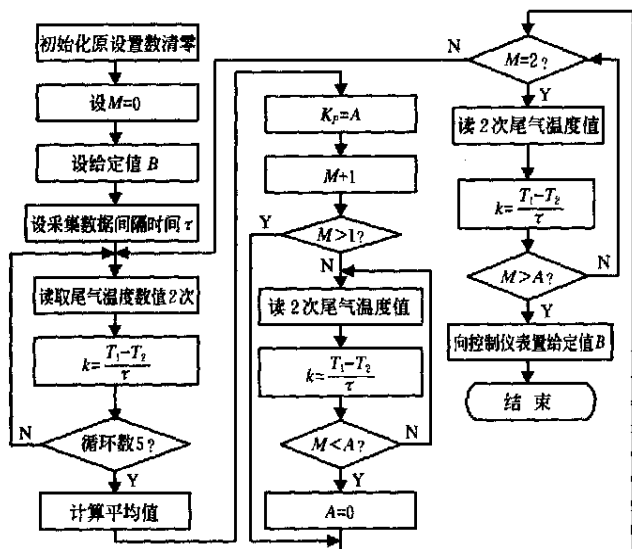 初始化原设置数清零
设M=0
设给定值B
设采集数据间隔时间τ
读取尾气温度数值2次
k=(T₁-T₂)/τ
N
循环数5?
Y
计算平均值
K_P=A
M+1
Y
M>1?
N
读2次尾气温度值
k=(T₁-T₂)/τ
M<A?
N
Y
A=0
N
M=2?
Y
读2次尾气温度值
k=(T₁-T₂)/τ
M>A?
N
Y
向控制仪表置给定值B
结 束